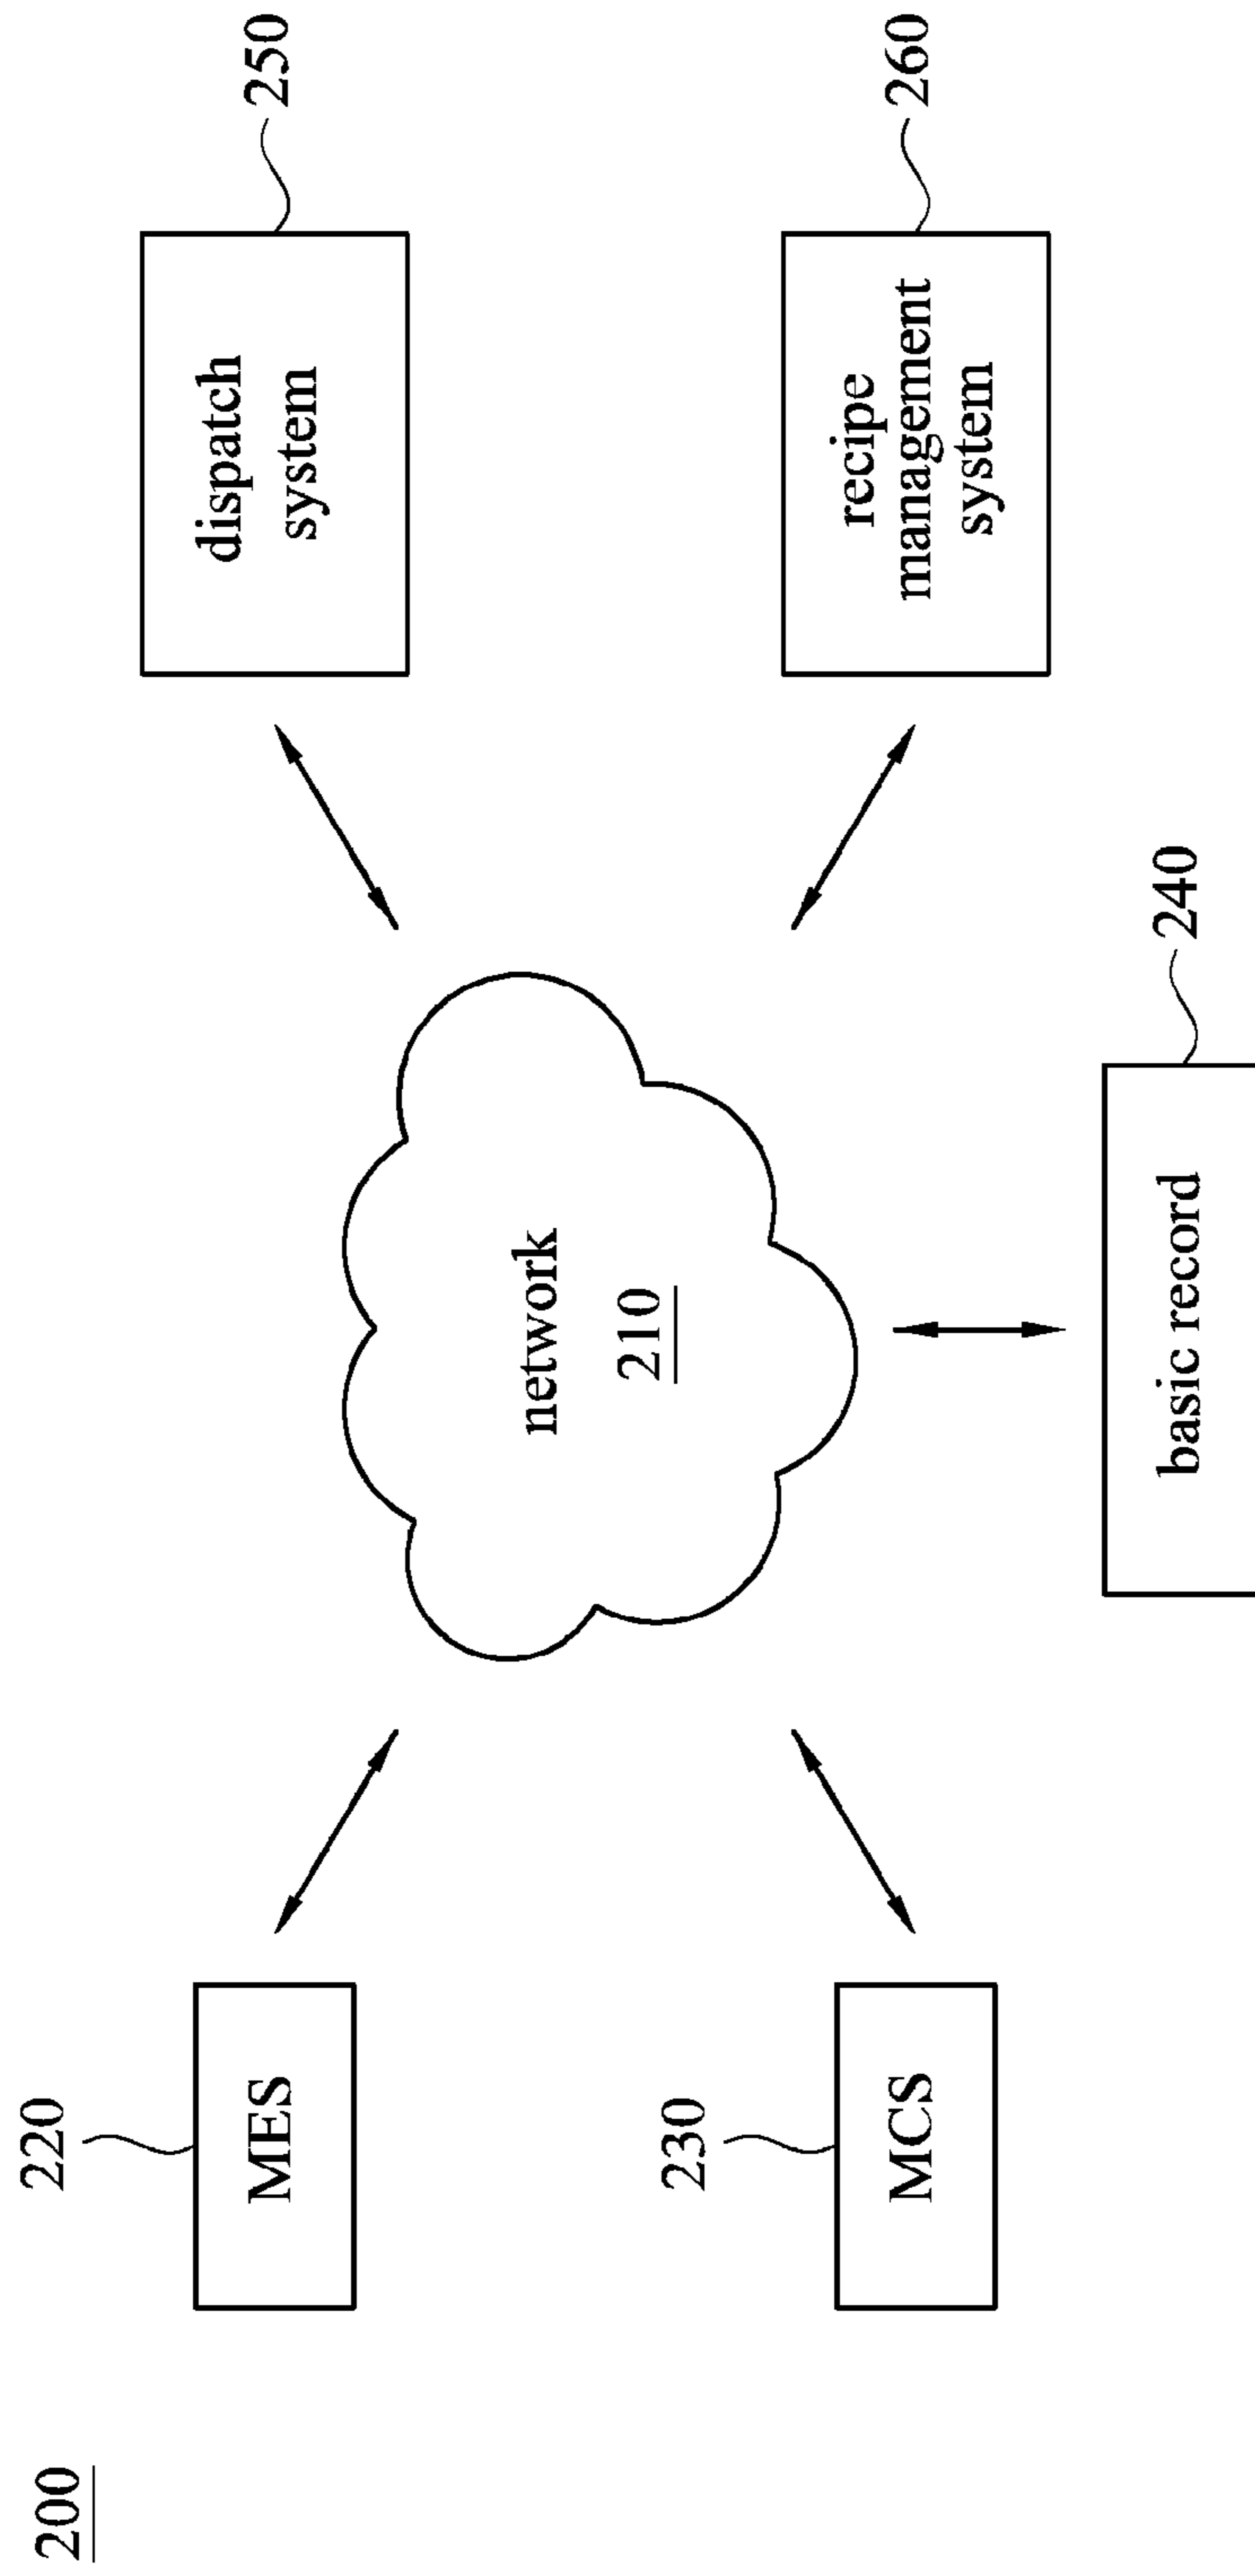 200
220
MES
250
dispatch
system
network
210
230
MCS
260
recipe
management
system
240
basic record